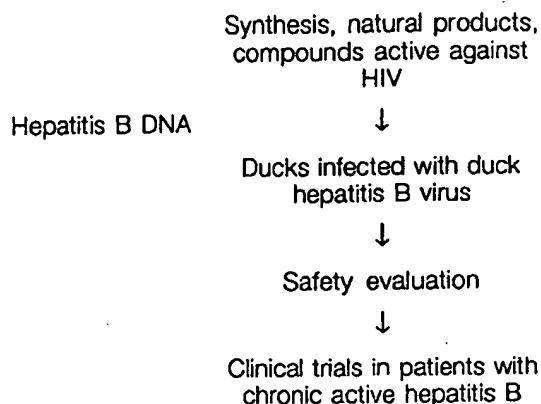 Synthesis, natural products,
compounds active against
HIV
Hepatitis B DNA
↓
Ducks infected with duck
hepatitis B virus
↓
Safety evaluation
↓
Clinical trials in patients with
chronic active hepatitis B